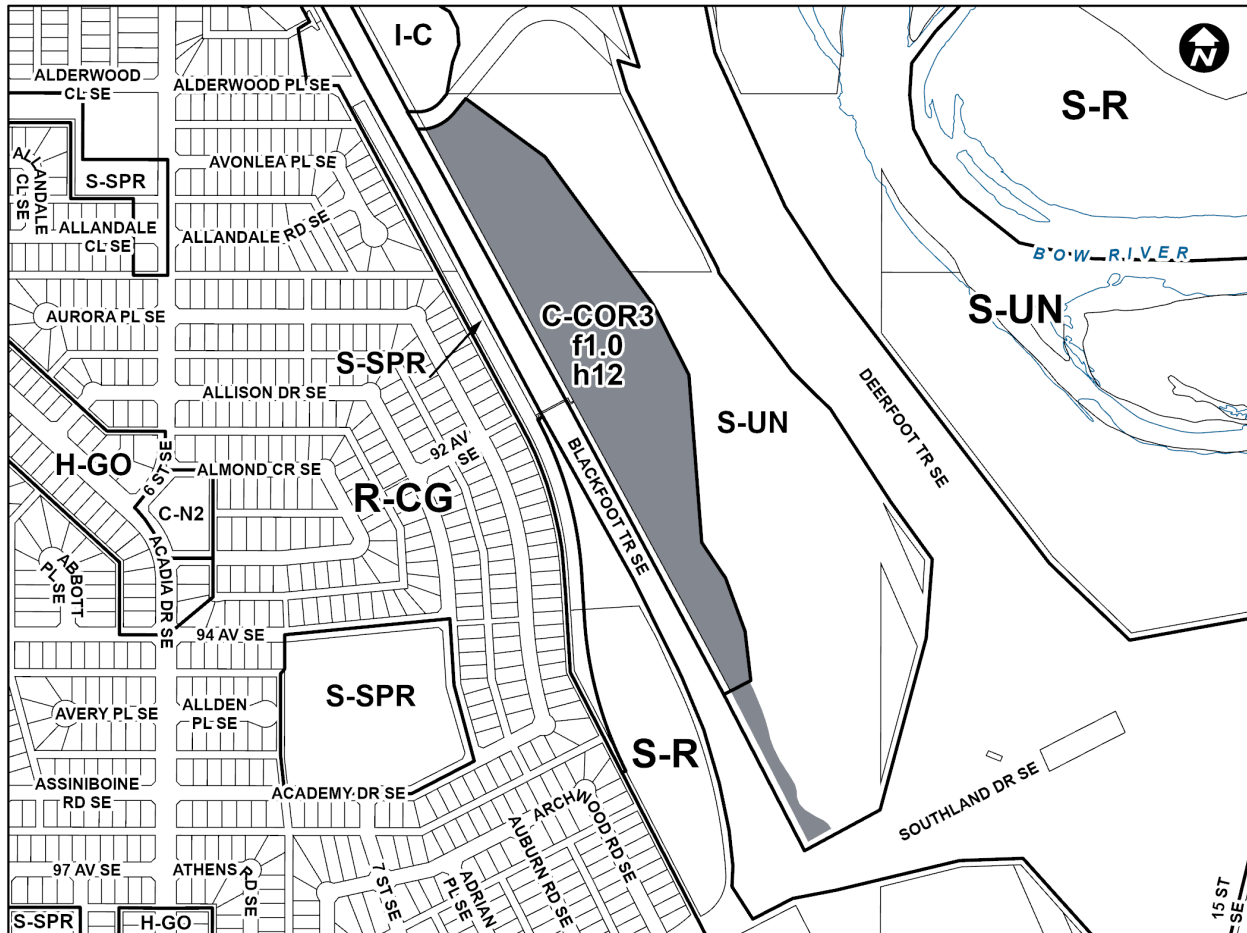 I-C
N
ALDERWOOD
CL SE
ALDERWOOD PL SE
S-R
ALLANDALE
CL SE
S-SPR
AVONLEA PL SE
ALLANDALE
CL SE
ALLANDALE RD SE
BOW RIVER
AURORA PL SE
C-COR3
f1.0
h12
S-UN
S-SPR
ALLISON DR SE
DEERFOOT TR SE
S-UN
H-GO
6 ST SE
ALMOND CR SE
92 AV
SE
BLACKFOOT TR SE
R-CG
C-N2
ABBOTT
PL SE
ACADIA DR SE
94 AV SE
S-SPR
AVERY PL SE
ALLDEN
PL SE
S-R
ASSINIBOINE
RD SE
ACADEMY DR SE
ARCHWOOD RD SE
SOUTHLAND DR SE
AUBURN RD SE
97 AV SE
ATHENS RD SE
7 ST SE
ADRIAN
PL SE
15 ST
SE
S-SPR
H-GO